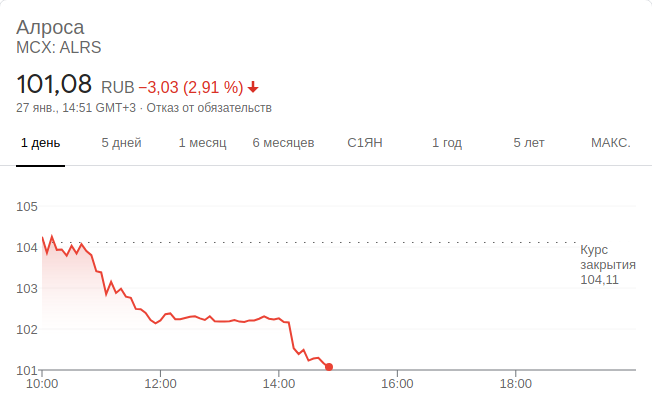 Алроса
MCX: ALRS
101,08 RUB −3,03 (2,91 %)
27 янв., 14:51 GMT+3 · Отказ от обязательств
1 день 5 дней 1 месяц 6 месяцев С1ЯН 1 год 5 лет МАКС.
105
104
103
102
101
Курс
закрытия
104,11
10:00 12:00 14:00 16:00 18:00